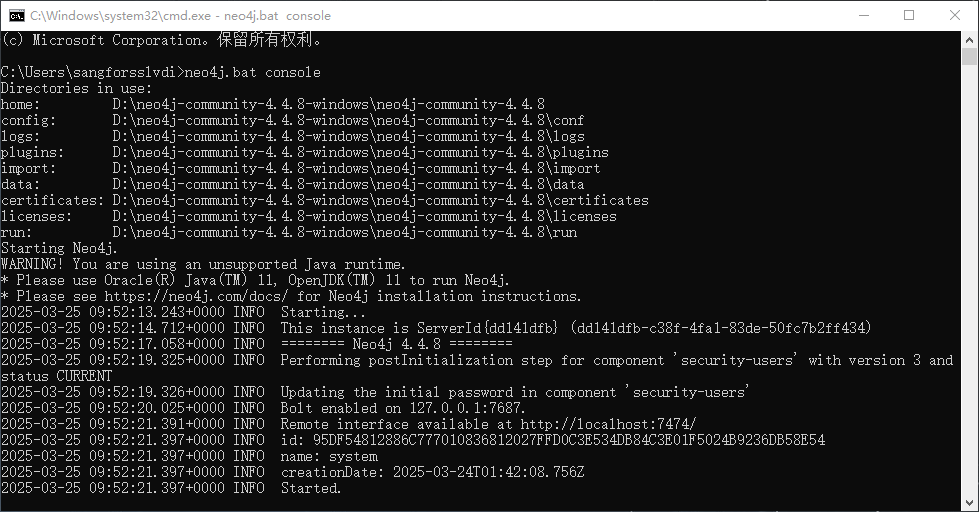 C:\Windows\system32\cmd.exe - neo4j.bat  console
(c) Microsoft Corporation。保留所有权利。
C:\Users\sangforsslvdi>neo4j.bat console
Directories in use:
home:         D:\neo4j-community-4.4.8-windows\neo4j-community-4.4.8
config:       D:\neo4j-community-4.4.8-windows\neo4j-community-4.4.8\conf
logs:         D:\neo4j-community-4.4.8-windows\neo4j-community-4.4.8\logs
plugins:      D:\neo4j-community-4.4.8-windows\neo4j-community-4.4.8\plugins
import:       D:\neo4j-community-4.4.8-windows\neo4j-community-4.4.8\import
data:         D:\neo4j-community-4.4.8-windows\neo4j-community-4.4.8\data
certificates: D:\neo4j-community-4.4.8-windows\neo4j-community-4.4.8\certificates
licenses:     D:\neo4j-community-4.4.8-windows\neo4j-community-4.4.8\licenses
run:          D:\neo4j-community-4.4.8-windows\neo4j-community-4.4.8\run
Starting Neo4j.
WARNING! You are using an unsupported Java runtime.
* Please use Oracle(R) Java(TM) 11, OpenJDK(TM) 11 to run Neo4j.
* Please see https://neo4j.com/docs/ for Neo4j installation instructions.
2025-03-25 09:52:13.243+0000 INFO  Starting...
2025-03-25 09:52:14.712+0000 INFO  This instance is ServerId{dd141dfb} (dd141dfb-c38f-4fa1-83de-50fc7b2ff434)
2025-03-25 09:52:17.058+0000 INFO  ======== Neo4j 4.4.8 ========
2025-03-25 09:52:19.325+0000 INFO  Performing postInitialization step for component 'security-users' with version 3 and
status CURRENT
2025-03-25 09:52:19.326+0000 INFO  Updating the initial password in component 'security-users'
2025-03-25 09:52:20.025+0000 INFO  Bolt enabled on 127.0.0.1:7687.
2025-03-25 09:52:21.391+0000 INFO  Remote interface available at http://localhost:7474/
2025-03-25 09:52:21.397+0000 INFO  id: 95DF54812886C777010836812027FFD0C3E534DB84C3E01F5024B9236DB58E54
2025-03-25 09:52:21.397+0000 INFO  name: system
2025-03-25 09:52:21.397+0000 INFO  creationDate: 2025-03-24T01:42:08.756Z
2025-03-25 09:52:21.397+0000 INFO  Started.